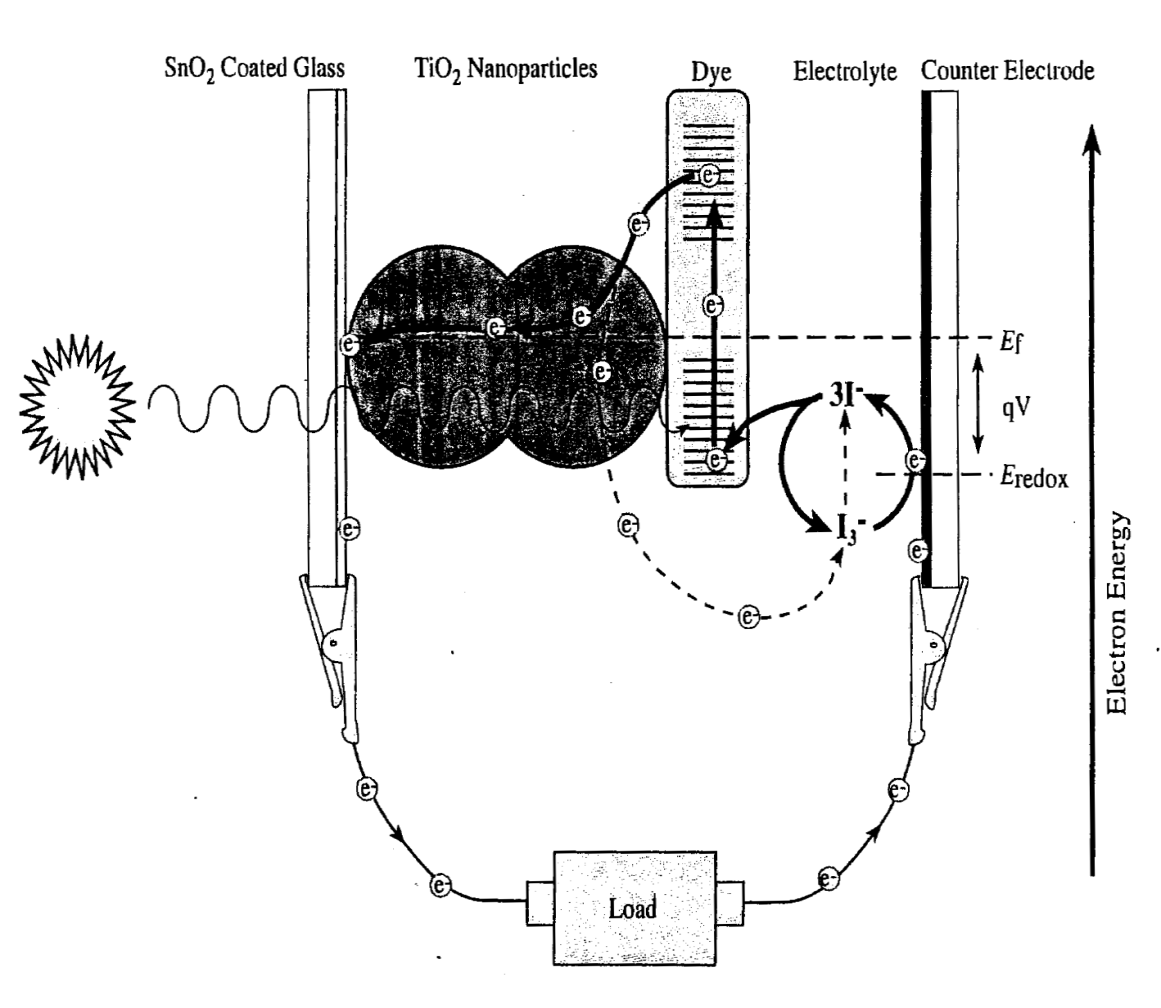 SnO₂ Coated Glass
TiO₂ Nanoparticles
Dye
Electrolyte
Counter Electrode
e-
e-
e-
e-
e-
e-
e-
Ef
3I-
qV
e-
e-
Eredox
e-
e-
I₃-
e-
e-
Electron Energy
e-
e-
e-
e-
Load